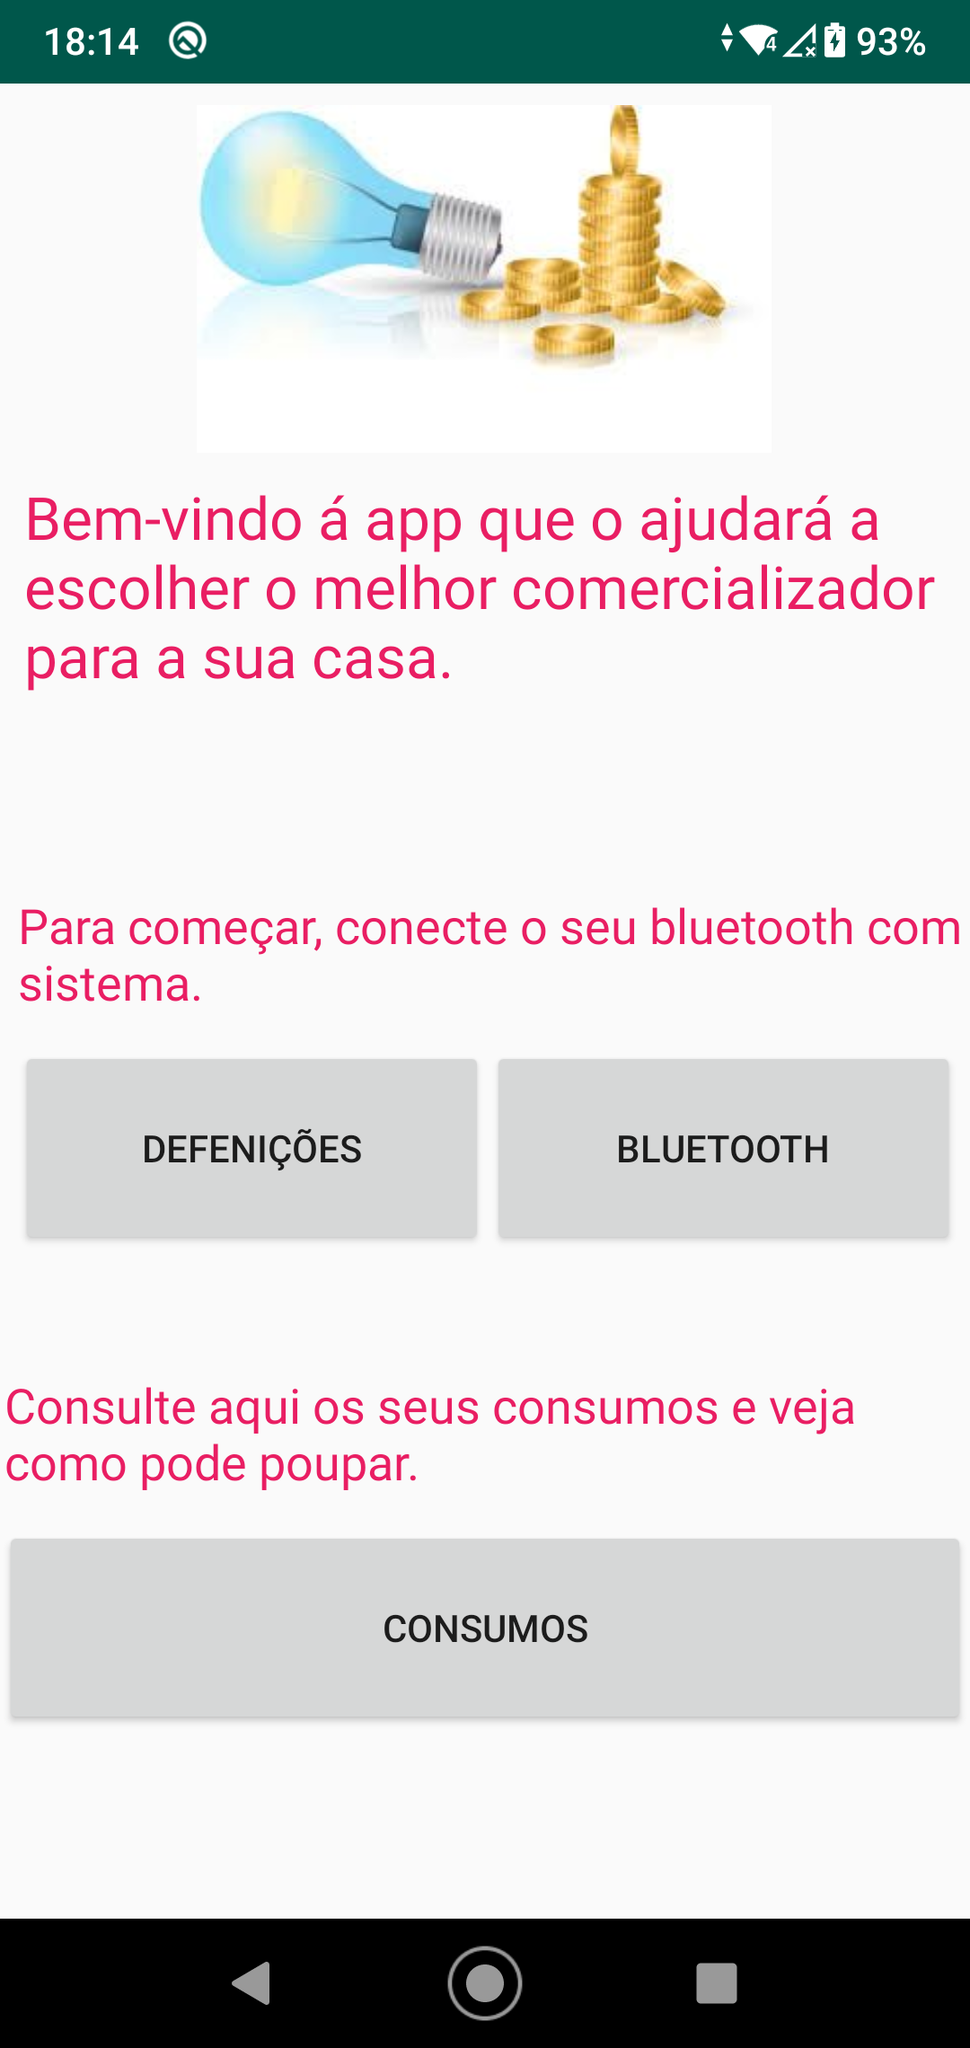 18:14
4
93%
Bem-vindo á app que o ajudará a
escolher o melhor comercializador
para a sua casa.
Para começar, conecte o seu bluetooth com
sistema.
DEFENIÇÕES
BLUETOOTH
Consulte aqui os seus consumos e veja
como pode poupar.
CONSUMOS